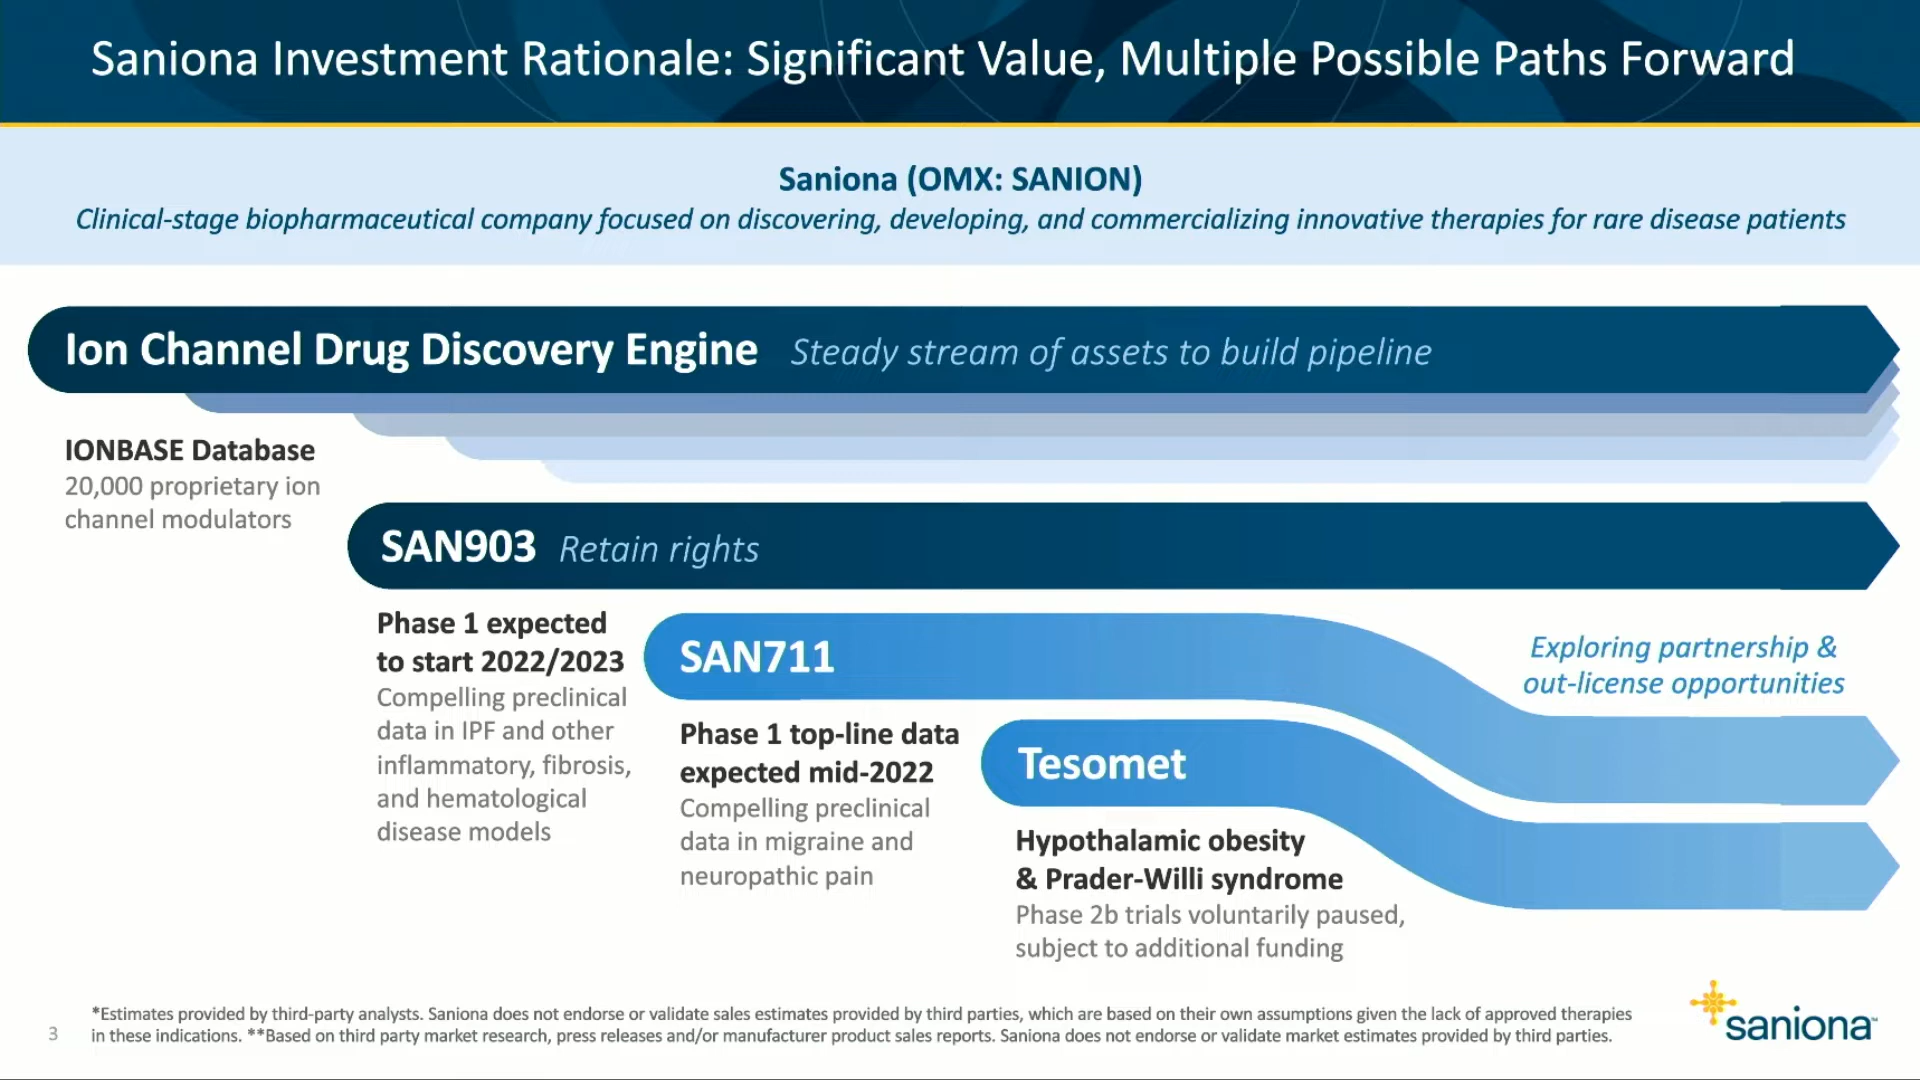 Saniona Investment Rationale: Significant Value, Multiple Possible Paths Forward
Saniona (OMX: SANION)
Clinical-stage biopharmaceutical company focused on discovering, developing, and commercializing innovative therapies for rare disease patients
Ion Channel Drug Discovery Engine Steady stream of assets to build pipeline
IONBASE Database
20,000 proprietary ion
channel modulators
SAN903 Retain rights
Phase 1 expected
to start 2022/2023
Compelling preclinical
data in IPF and other
inflammatory, fibrosis,
and hematological
disease models
SAN711
Phase 1 top-line data
expected mid-2022
Compelling preclinical
data in migraine and
neuropathic pain
Exploring partnership &
out-license opportunities
Tesomet
Hypothalamic obesity
& Prader-Willi syndrome
Phase 2b trials voluntarily paused,
subject to additional funding
*Estimates provided by third-party analysts. Saniona does not endorse or validate sales estimates provided by third parties, which are based on their own assumptions given the lack of approved therapies
in these indications. **Based on third party market research, press releases and/or manufacturer product sales reports. Saniona does not endorse or validate market estimates provided by third parties.
3
saniona™